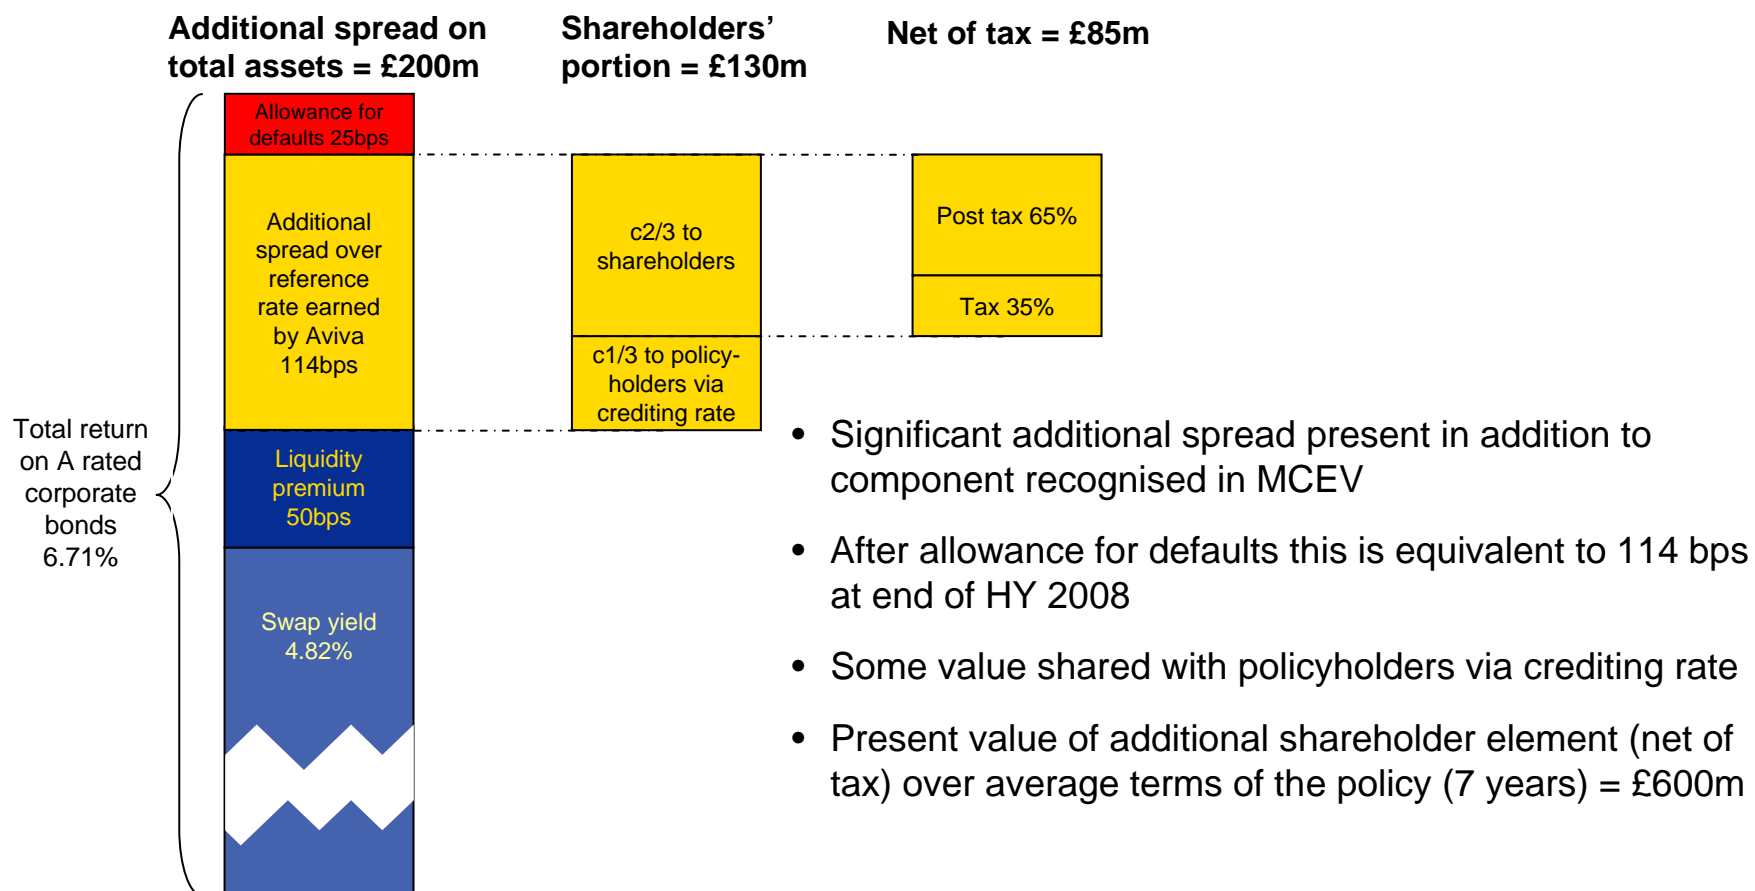 Additional spread on
total assets = £200m
Shareholders’
portion = £130m
Net of tax = £85m
Allowance for
defaults 25bps
Additional
spread over
reference
rate earned
by Aviva
114bps
c2/3 to
shareholders
Post tax 65%
Tax 35%
c1/3 to policy-
holders via
crediting rate
Total return
on A rated
corporate
bonds
6.71%
Liquidity
premium
50bps
Swap yield
4.82%
• Significant additional spread present in addition to
component recognised in MCEV
• After allowance for defaults this is equivalent to 114 bps
at end of HY 2008
• Some value shared with policyholders via crediting rate
• Present value of additional shareholder element (net of
tax) over average terms of the policy (7 years) = £600m